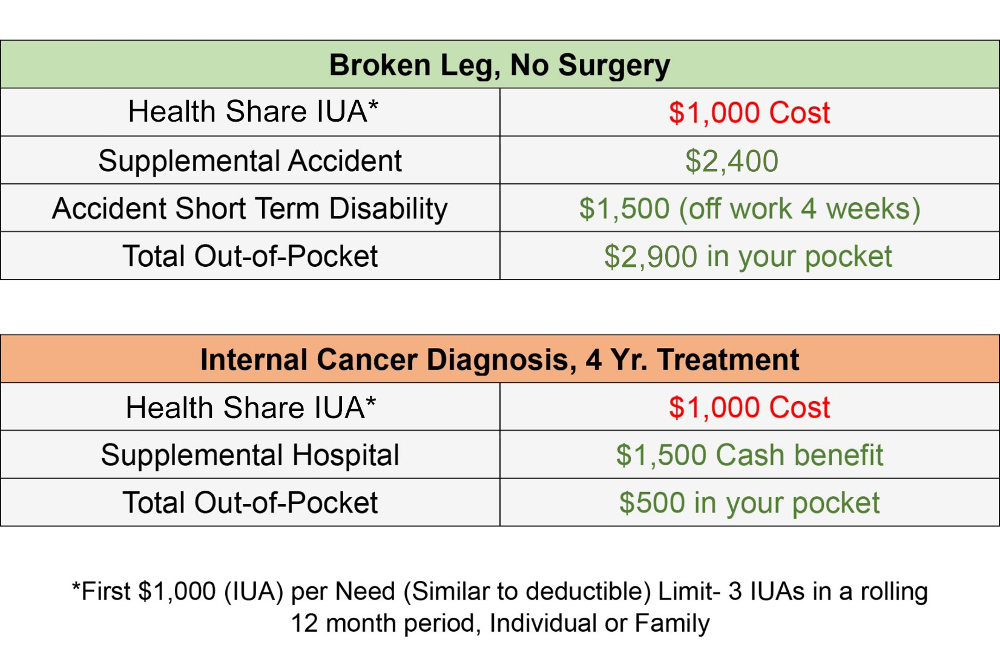 Broken Leg, No Surgery
Health Share IUA* $1,000 Cost
Supplemental Accident $2,400
Accident Short Term Disability $1,500 (off work 4 weeks)
Total Out-of-Pocket $2,900 in your pocket
Internal Cancer Diagnosis, 4 Yr. Treatment
Health Share IUA* $1,000 Cost
Supplemental Hospital $1,500 Cash benefit
Total Out-of-Pocket $500 in your pocket
*First $1,000 (IUA) per Need (Similar to deductible) Limit- 3 IUAs in a rolling
12 month period, Individual or Family